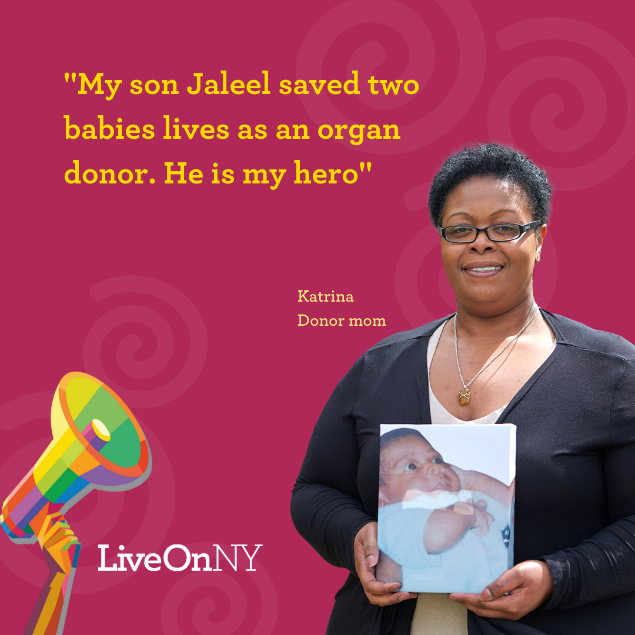 "My son Jaleel saved two
babies lives as an organ
donor. He is my hero"
Katrina
Donor mom
LiveOnNY